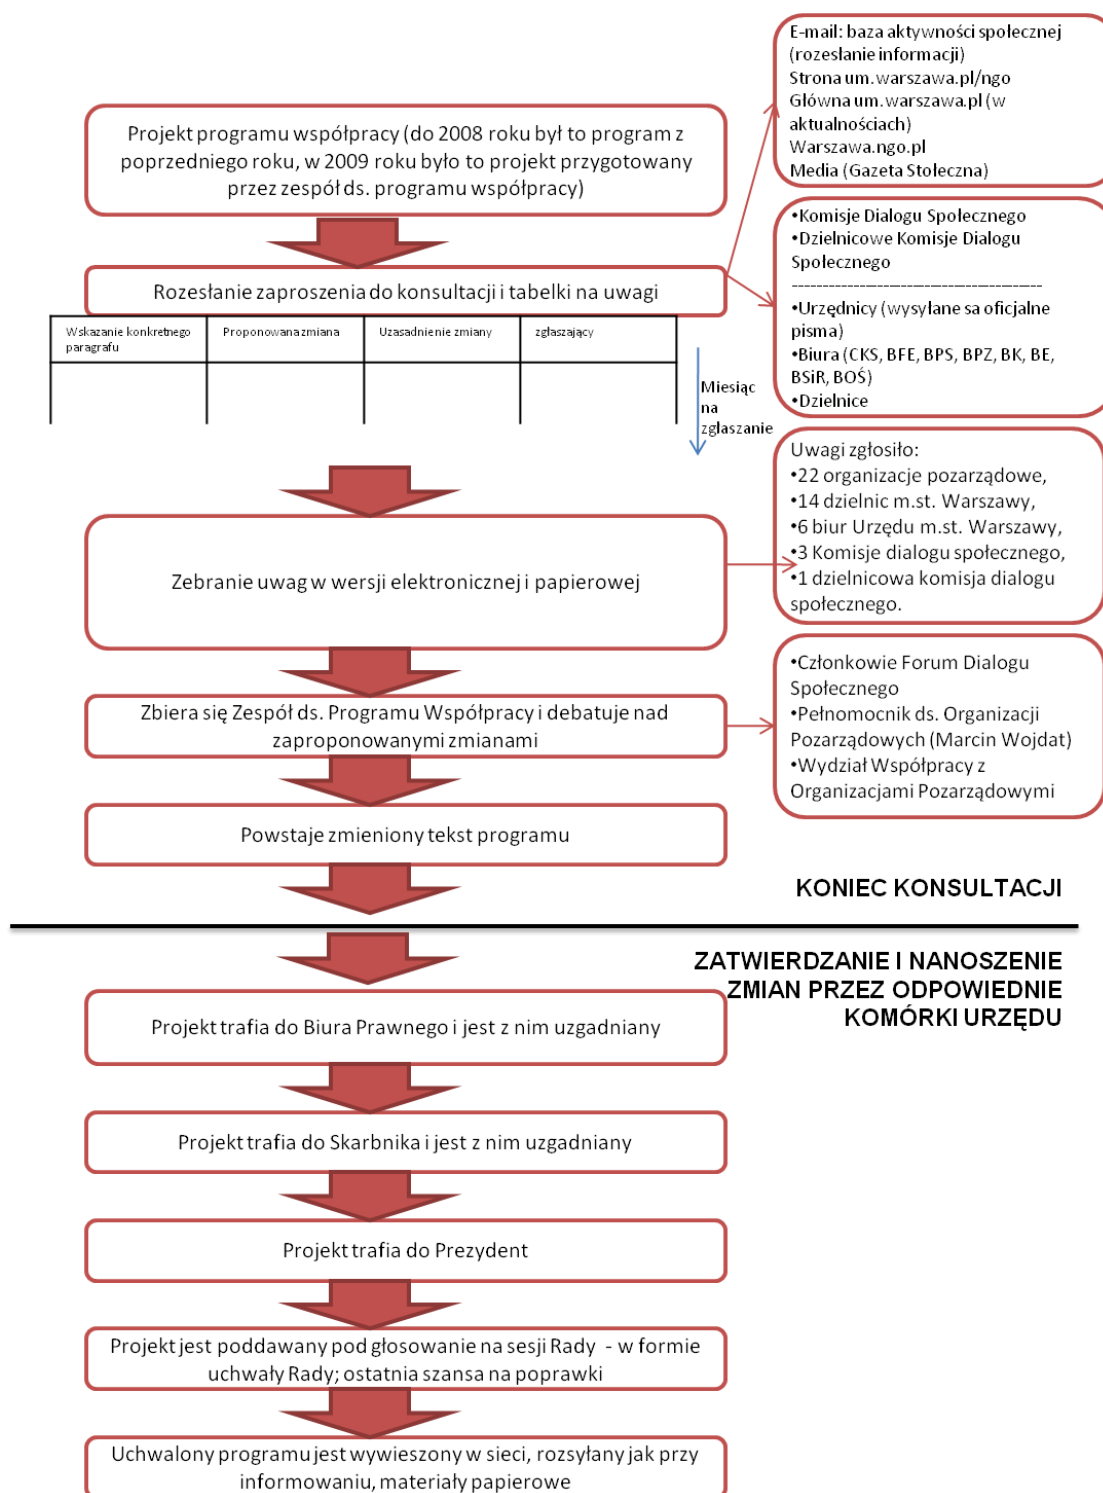 Projekt programu współpracy (do 2008 roku był to program z
poprzedniego roku, w 2009 roku było to projekt przygotowany
przez zespół ds. programu współpracy)
E-mail: baza aktywności społecznej
(rozesłanie informacji)
Strona um.warszawa.pl/ngo
Główna um.warszawa.pl (w
aktualnościach)
Warszawa.ngo.pl
Media (Gazeta Stołeczna)
Rozesłanie zaproszenia do konsultacji i tabelki na uwagi
•Komisje Dialogu Społecznego
•Dzielnicowe Komisje Dialogu
Społecznego
------------------------------------------
•Urzędnicy (wysyłane sa oficjalne
pisma)
•Biura (CKS, BFE, BPS, BPZ, BK, BE,
BSiR, BOŚ)
•Dzielnice
Wskazanie konkretnego
paragrafu
Proponowana zmiana
Uzasadnienie zmiany
zgłaszający
Miesiąc
na
zgłaszanie
Zebranie uwag w wersji elektronicznej i papierowej
Uwagi zgłosiło:
•22 organizacje pozarządowe,
•14 dzielnic m.st. Warszawy,
•6 biur Urzędu m.st. Warszawy,
•3 Komisje dialogu społecznego,
•1 dzielnicowa komisja dialogu
społecznego.
Zbiera się Zespół ds. Programu Współpracy i debatuje nad
zaproponowanymi zmianami
•Członkowie Forum Dialogu
Społecznego
•Pełnomocnik ds. Organizacji
Pozarządowych (Marcin Wojdat)
•Wydział Współpracy z
Organizacjami Pozarządowymi
Powstaje zmieniony tekst programu
KONIEC KONSULTACJI
ZATWIERDZANIE I NANOSZENIE
ZMIAN PRZEZ ODPOWIEDNIE
KOMÓRKI URZĘDU
Projekt trafia do Biura Prawnego i jest z nim uzgadniany
Projekt trafia do Skarbnika i jest z nim uzgadniany
Projekt trafia do Prezydent
Projekt jest poddawany pod głosowanie na sesji Rady - w formie
uchwały Rady; ostatnia szansa na poprawki
Uchwalony programu jest wywieszony w sieci, rozsyłany jak przy
informowaniu, materiały papierowe